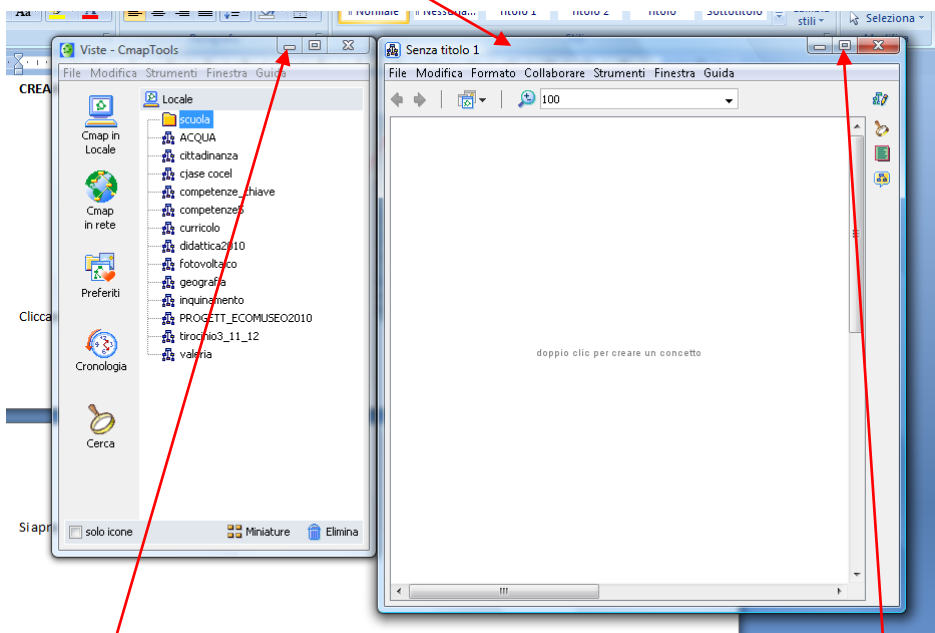 Aa
Normale
Nessuna...
Titolo 1
Titolo 2
Titolo
Sottotitolo
stili
Seleziona
CREA
Clicca
Si apr
Viste - CmapTools
File Modifica Strumenti Finestra Guida
Cmap in
Locale
Cmap
in rete
Preferiti
Cronologia
Cerca
Locale
scuola
ACQUA
cittadinanza
cjase cocel
competenze_chiave
competenze5
curricolo
didattica2010
fotovoltaico
geografia
inquinamento
PROGETT_ECOMUSEO2010
tirocinio3_11_12
valeria
solo icone
Miniature
Elimina
Senza titolo 1
File Modifica Formato Collaborare Strumenti Finestra Guida
100
doppio clic per creare un concetto